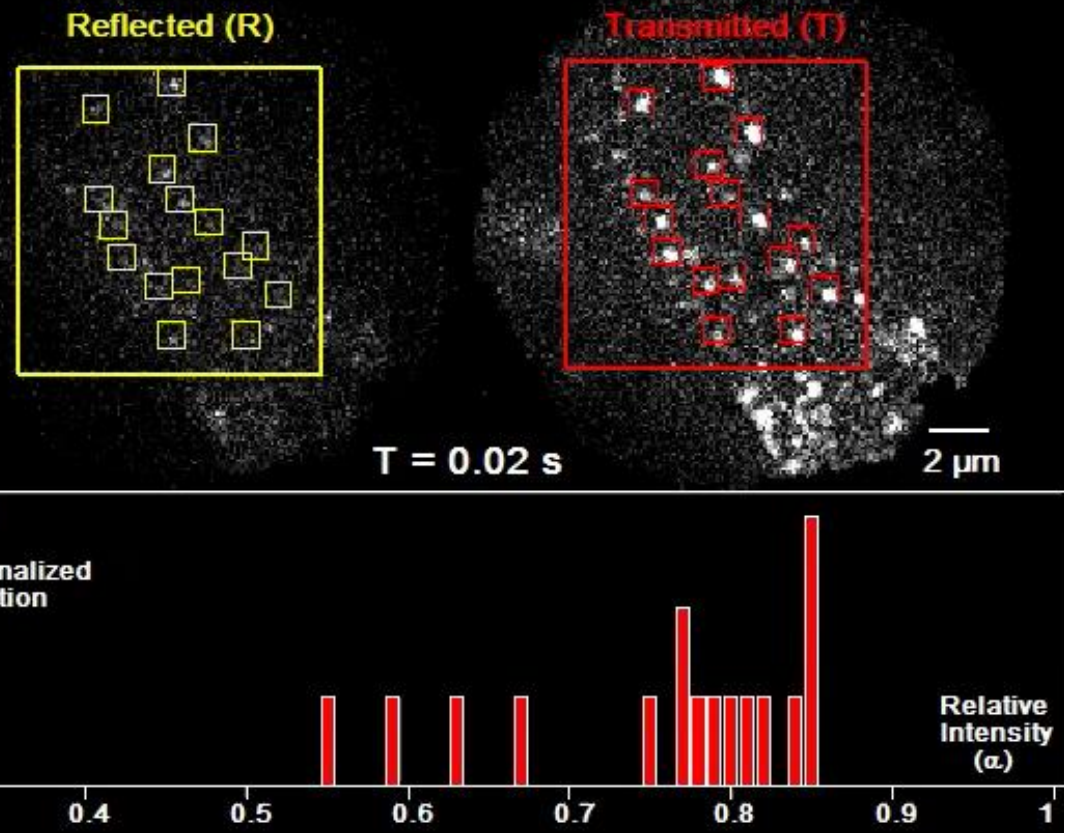 Reflected (R)
Transmitted (T)
T = 0.02 s
2 µm
nalized
tion
Relative
Intensity
(α)
0.4 0.5 0.6 0.7 0.8 0.9 1